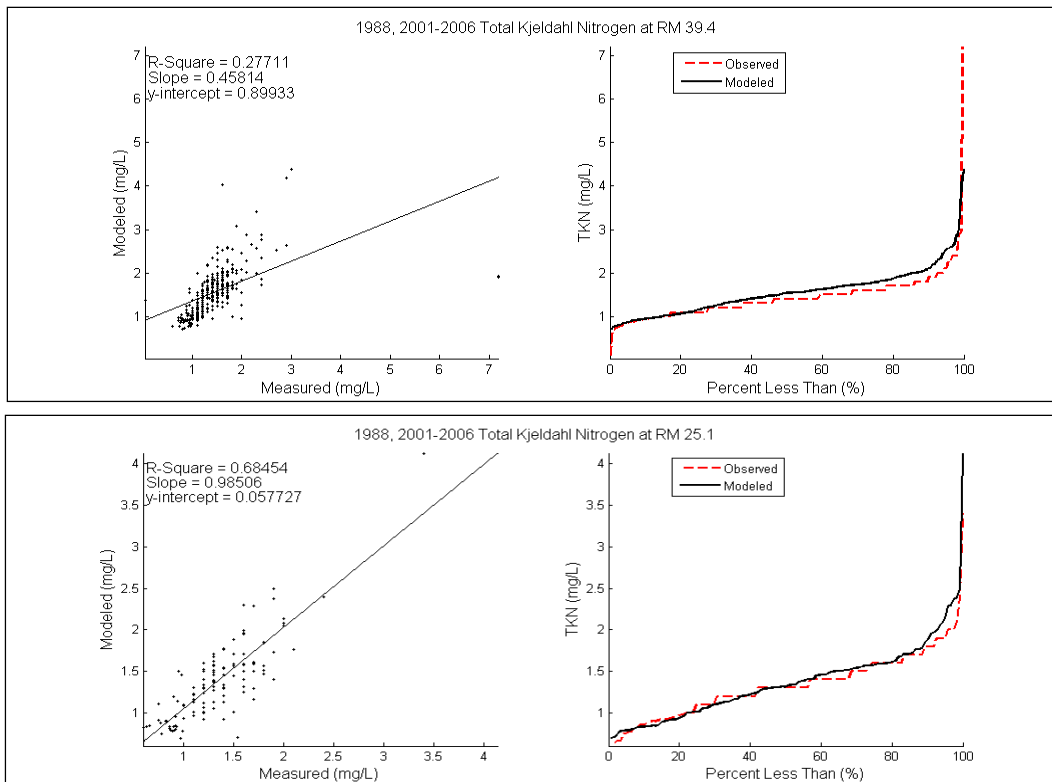 1988, 2001-2006 Total Kjeldahl Nitrogen at RM 39.4
R-Square = 0.27711
Slope = 0.45814
y-intercept = 0.89933
7
6
5
4
3
2
1
Modeled (mg/L)
1
2
3
4
5
6
7
Measured (mg/L)
Observed
Modeled
7
6
5
4
3
2
1
TKN (mg/L)
0
20
40
60
80
100
Percent Less Than (%)
1988, 2001-2006 Total Kjeldahl Nitrogen at RM 25.1
R-Square = 0.68454
Slope = 0.98506
y-intercept = 0.057727
4
3.5
3
2.5
2
1.5
1
Modeled (mg/L)
1
1.5
2
2.5
3
3.5
4
Measured (mg/L)
Observed
Modeled
4
3.5
3
2.5
2
1.5
1
TKN (mg/L)
0
20
40
60
80
100
Percent Less Than (%)